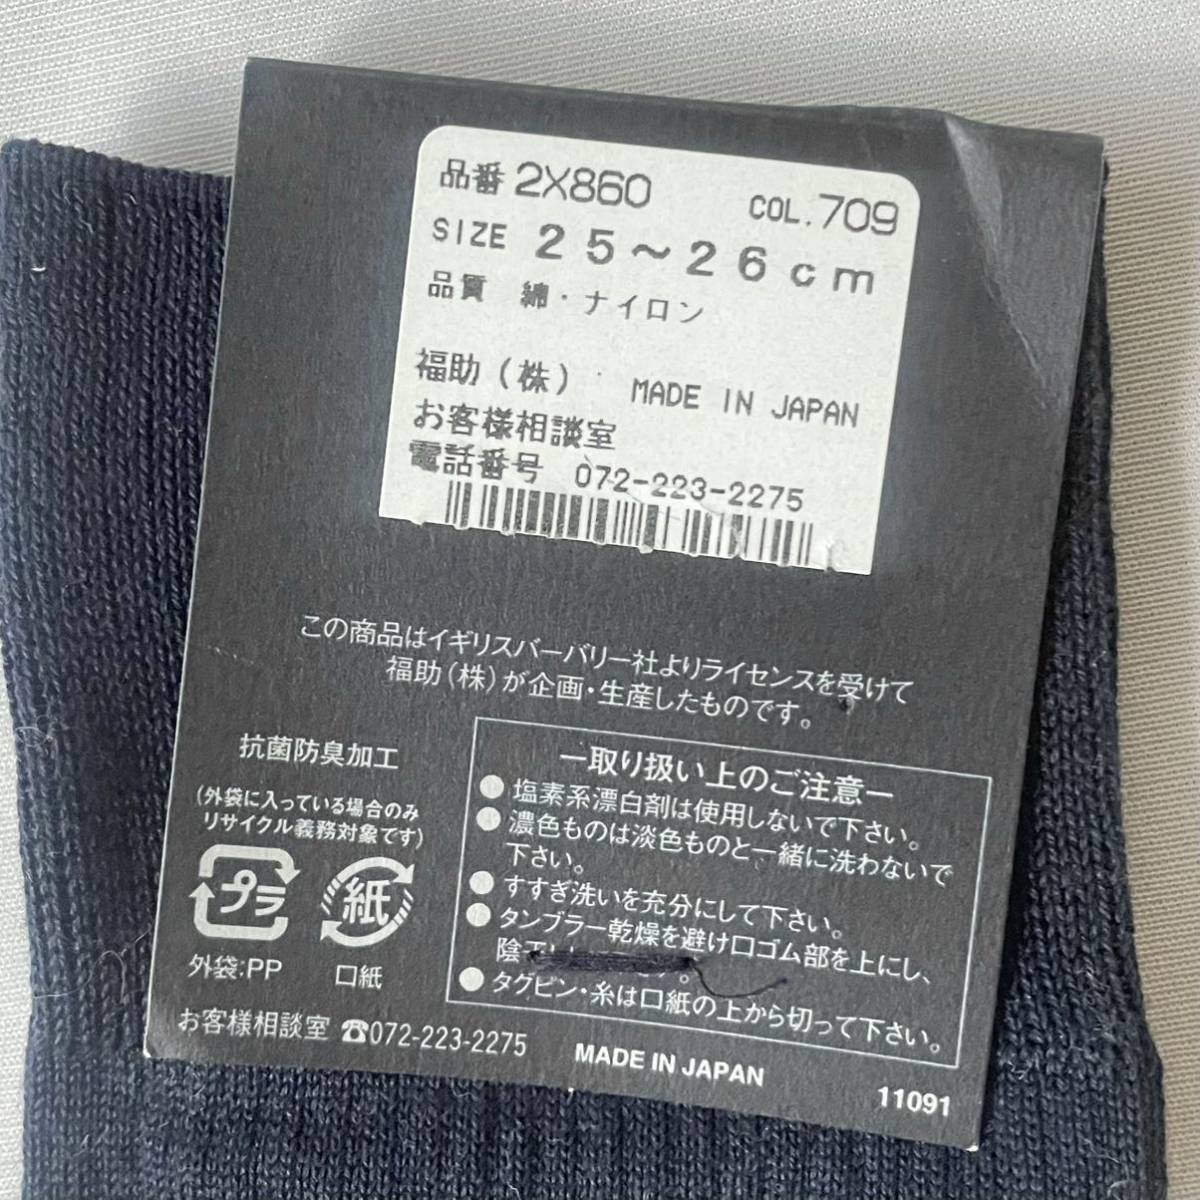 品番 2X860 COL. 709
SIZE 25～26cm
品質 綿・ナイロン
福助（株） MADE IN JAPAN
お客様相談室
電話番号 072-223-2275
この商品はイギリスバーバリー社よりライセンスを受けて
福助（株）が企画・生産したものです。
抗菌防臭加工
(外袋に入っている場合のみ
リサイクル義務対象です)
プラ
紙
外袋:PP 口紙
ー取り扱い上のご注意ー
● 塩素系漂白剤は使用しないで下さい。
● 濃色ものは淡色ものと一緒に洗わないで
下さい。
● すすぎ洗いを充分にして下さい。
● タンブラー乾燥を避け口ゴム部を上にし、
陰干し
● タグピン・糸は口紙の上から切って下さい。
お客様相談室 ☎072-223-2275
MADE IN JAPAN
11091